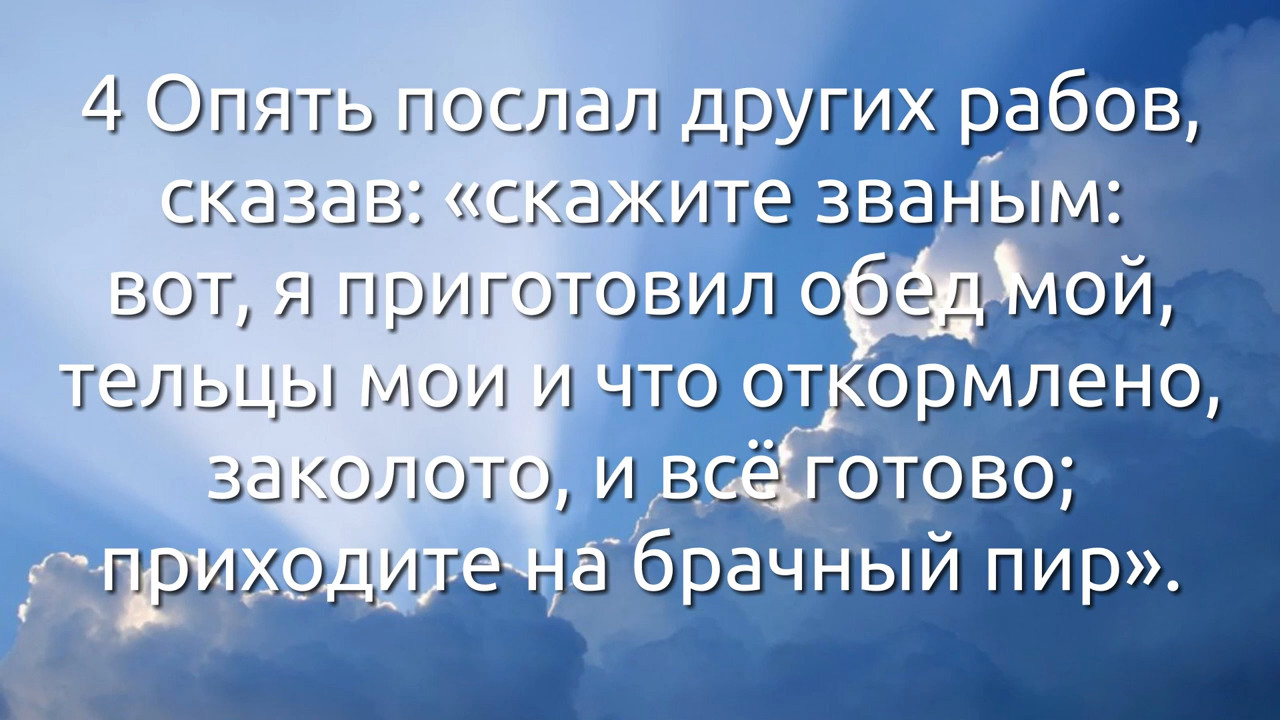 4 Опять послал других рабов,
сказав: «скажите званым:
вот, я приготовил обед мой,
тельцы мои и что откормлено,
заколото, и всё готово;
приходите на брачный пир».